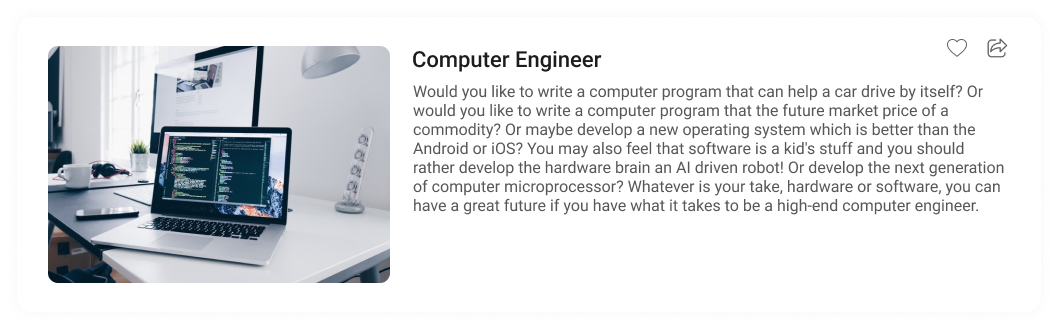 Computer Engineer
Would you like to write a computer program that can help a car drive by itself? Or
would you like to write a computer program that the future market price of a
commodity? Or maybe develop a new operating system which is better than the
Android or iOS? You may also feel that software is a kid's stuff and you should
rather develop the hardware brain an AI driven robot! Or develop the next generation
of computer microprocessor? Whatever is your take, hardware or software, you can
have a great future if you have what it takes to be a high-end computer engineer.